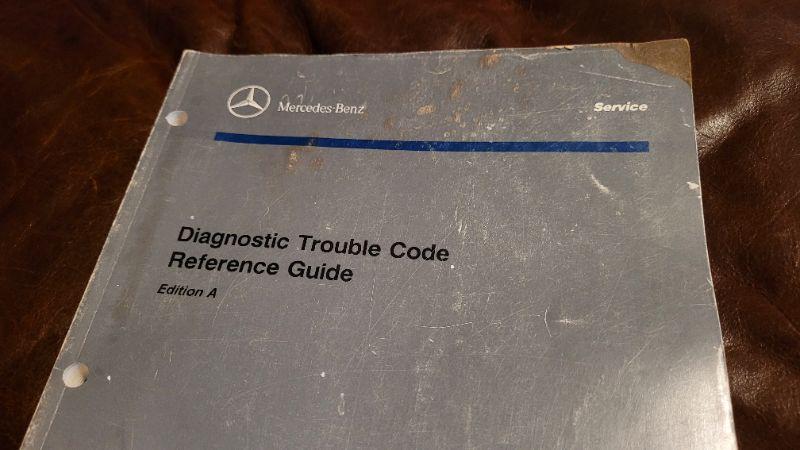 Mercedes-Benz
Service
Diagnostic Trouble Code
Reference Guide
Edition A